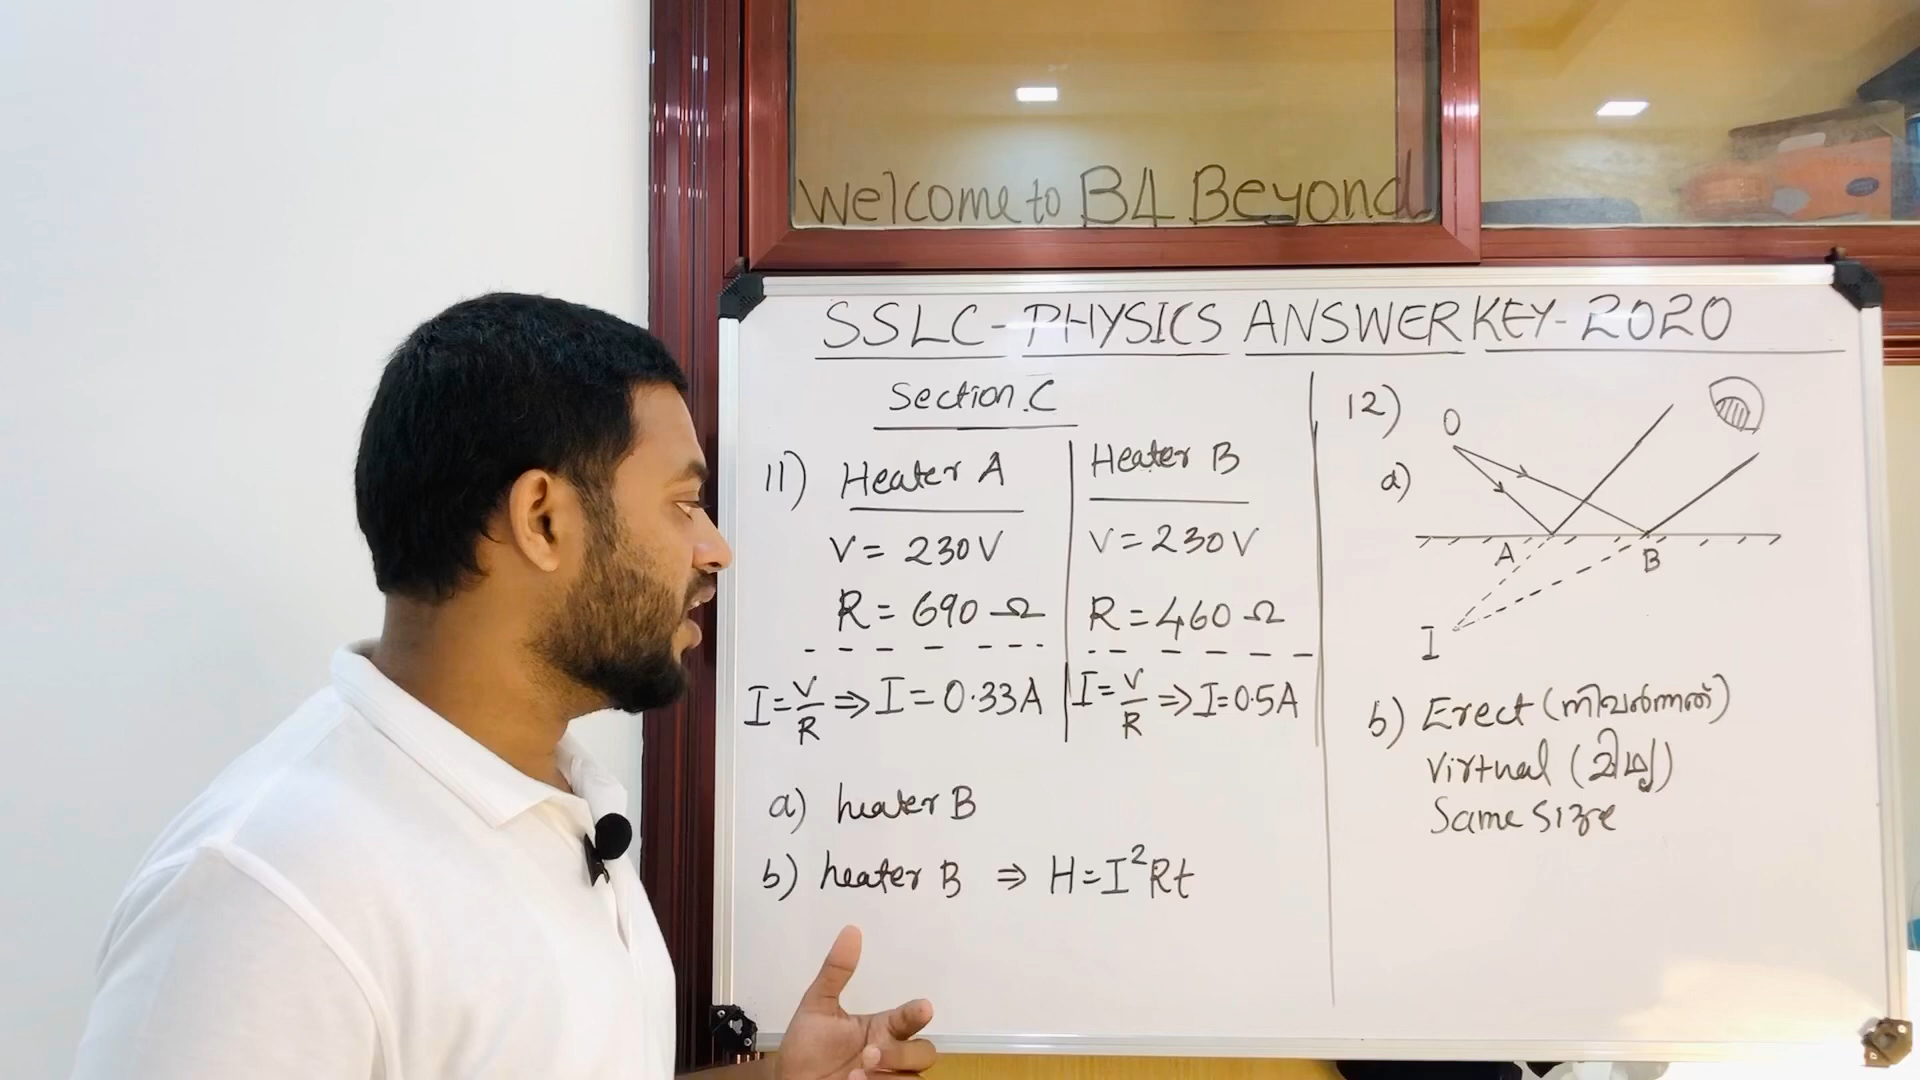 Welcome to B4 Beyond
SSLC - PHYSICS ANSWER KEY - 2020
Section.C
11) Heater A
V = 230V
R = 690 Ω
I = V/R ⇒ I = 0.33A
Heater B
V = 230V
R = 460 Ω
I = V/R ⇒ I = 0.5A
a) heater B
b) heater B ⇒ H = I²Rt
12)
a)
O
A
B
I
b) Erect (നിവർന്നത്)
Virtual (മിഥ്യ)
Same size